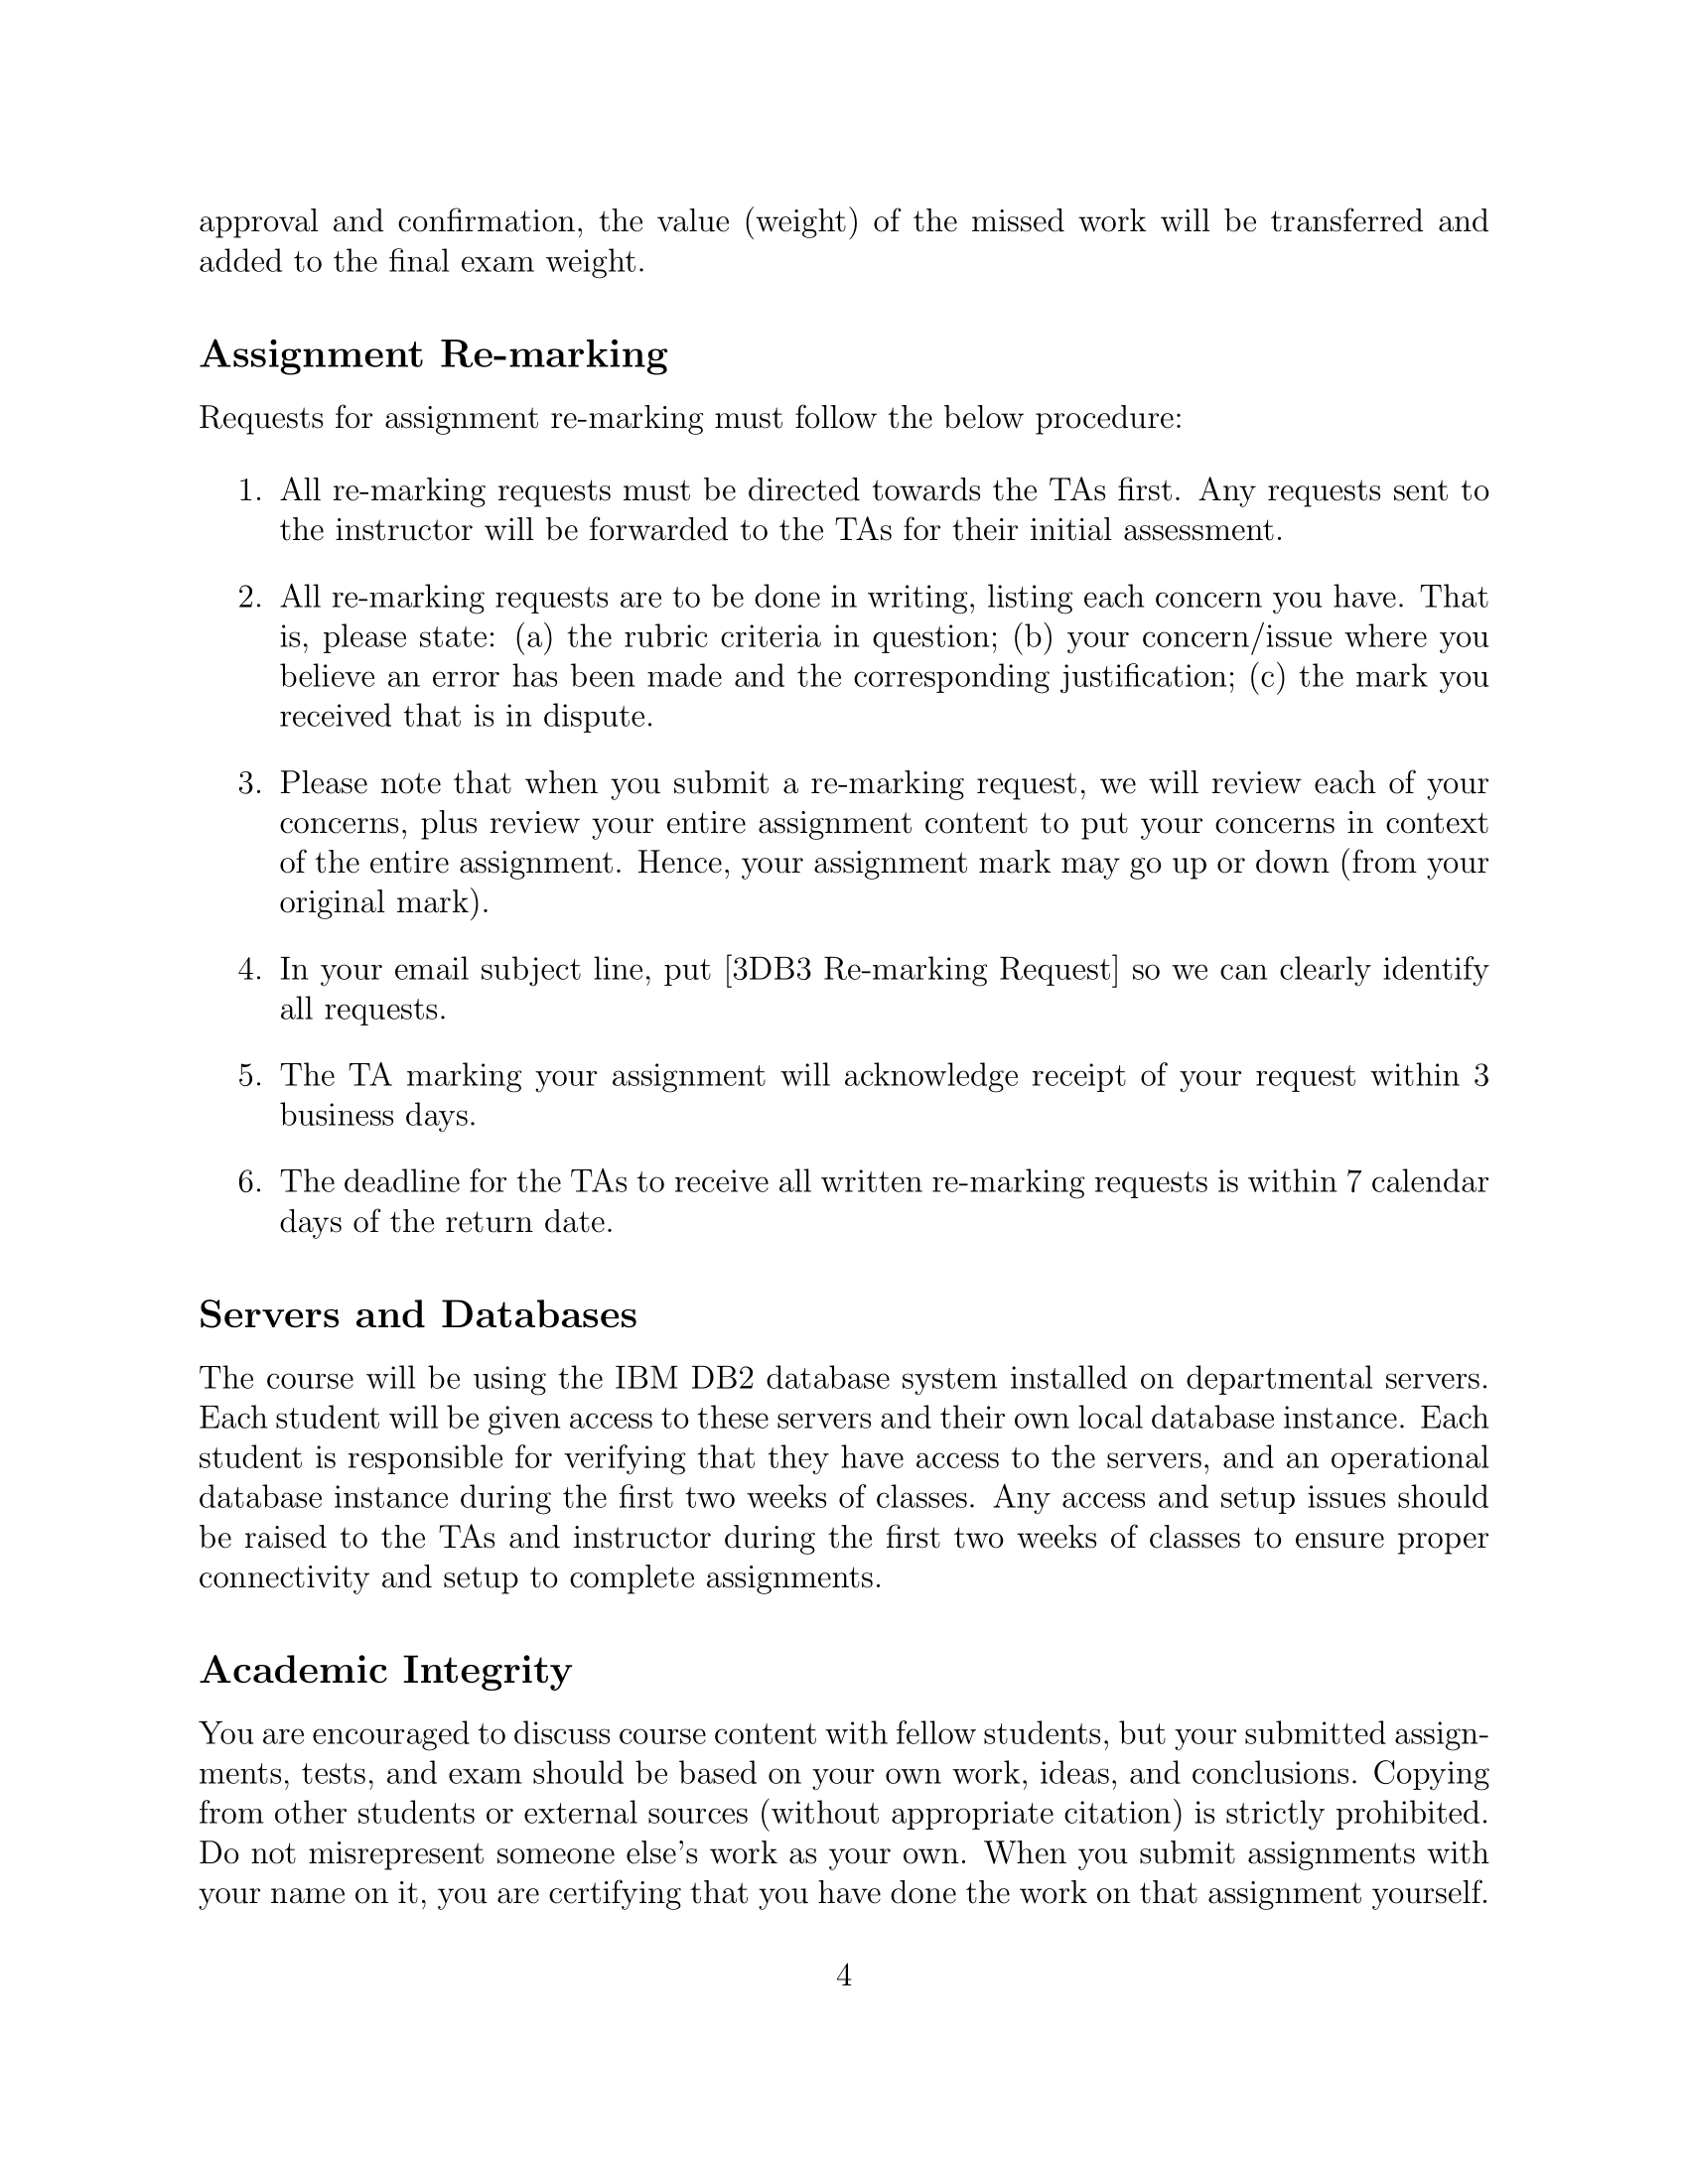 approval and confirmation, the value (weight) of the missed work will be transferred and
added to the final exam weight.
Assignment Re-marking
Requests for assignment re-marking must follow the below procedure:
1. All re-marking requests must be directed towards the TAs first. Any requests sent to
the instructor will be forwarded to the TAs for their initial assessment.
2. All re-marking requests are to be done in writing, listing each concern you have. That
is, please state: (a) the rubric criteria in question; (b) your concern/issue where you
believe an error has been made and the corresponding justification; (c) the mark you
received that is in dispute.
3. Please note that when you submit a re-marking request, we will review each of your
concerns, plus review your entire assignment content to put your concerns in context
of the entire assignment. Hence, your assignment mark may go up or down (from your
original mark).
4. In your email subject line, put [3DB3 Re-marking Request] so we can clearly identify
all requests.
5. The TA marking your assignment will acknowledge receipt of your request within 3
business days.
6. The deadline for the TAs to receive all written re-marking requests is within 7 calendar
days of the return date.
Servers and Databases
The course will be using the IBM DB2 database system installed on departmental servers.
Each student will be given access to these servers and their own local database instance. Each
student is responsible for verifying that they have access to the servers, and an operational
database instance during the first two weeks of classes. Any access and setup issues should
be raised to the TAs and instructor during the first two weeks of classes to ensure proper
connectivity and setup to complete assignments.
Academic Integrity
You are encouraged to discuss course content with fellow students, but your submitted assign-
ments, tests, and exam should be based on your own work, ideas, and conclusions. Copying
from other students or external sources (without appropriate citation) is strictly prohibited.
Do not misrepresent someone else's work as your own. When you submit assignments with
your name on it, you are certifying that you have done the work on that assignment yourself.
4